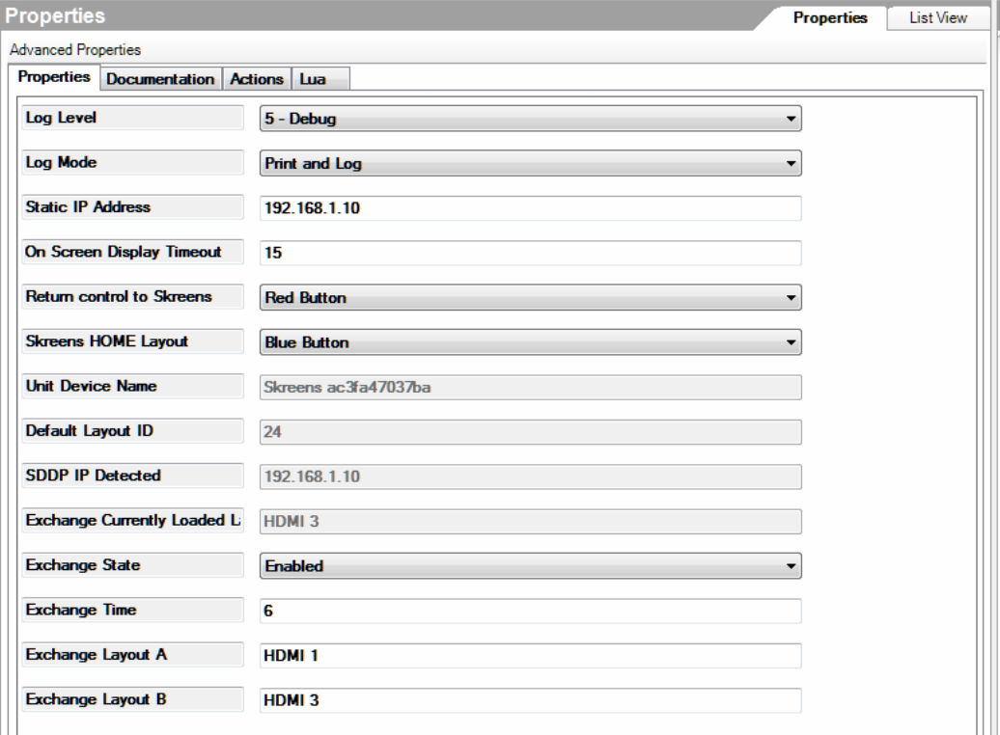 Properties
Properties List View
Advanced Properties
Properties Documentation Actions Lua
Log Level 5 - Debug
Log Mode Print and Log
Static IP Address 192.168.1.10
On Screen Display Timeout 15
Return control to Skreens Red Button
Skreens HOME Layout Blue Button
Unit Device Name Skreens ac3fa47037ba
Default Layout ID 24
SDDP IP Detected 192.168.1.10
Exchange Currently Loaded L HDMI 3
Exchange State Enabled
Exchange Time 6
Exchange Layout A HDMI 1
Exchange Layout B HDMI 3